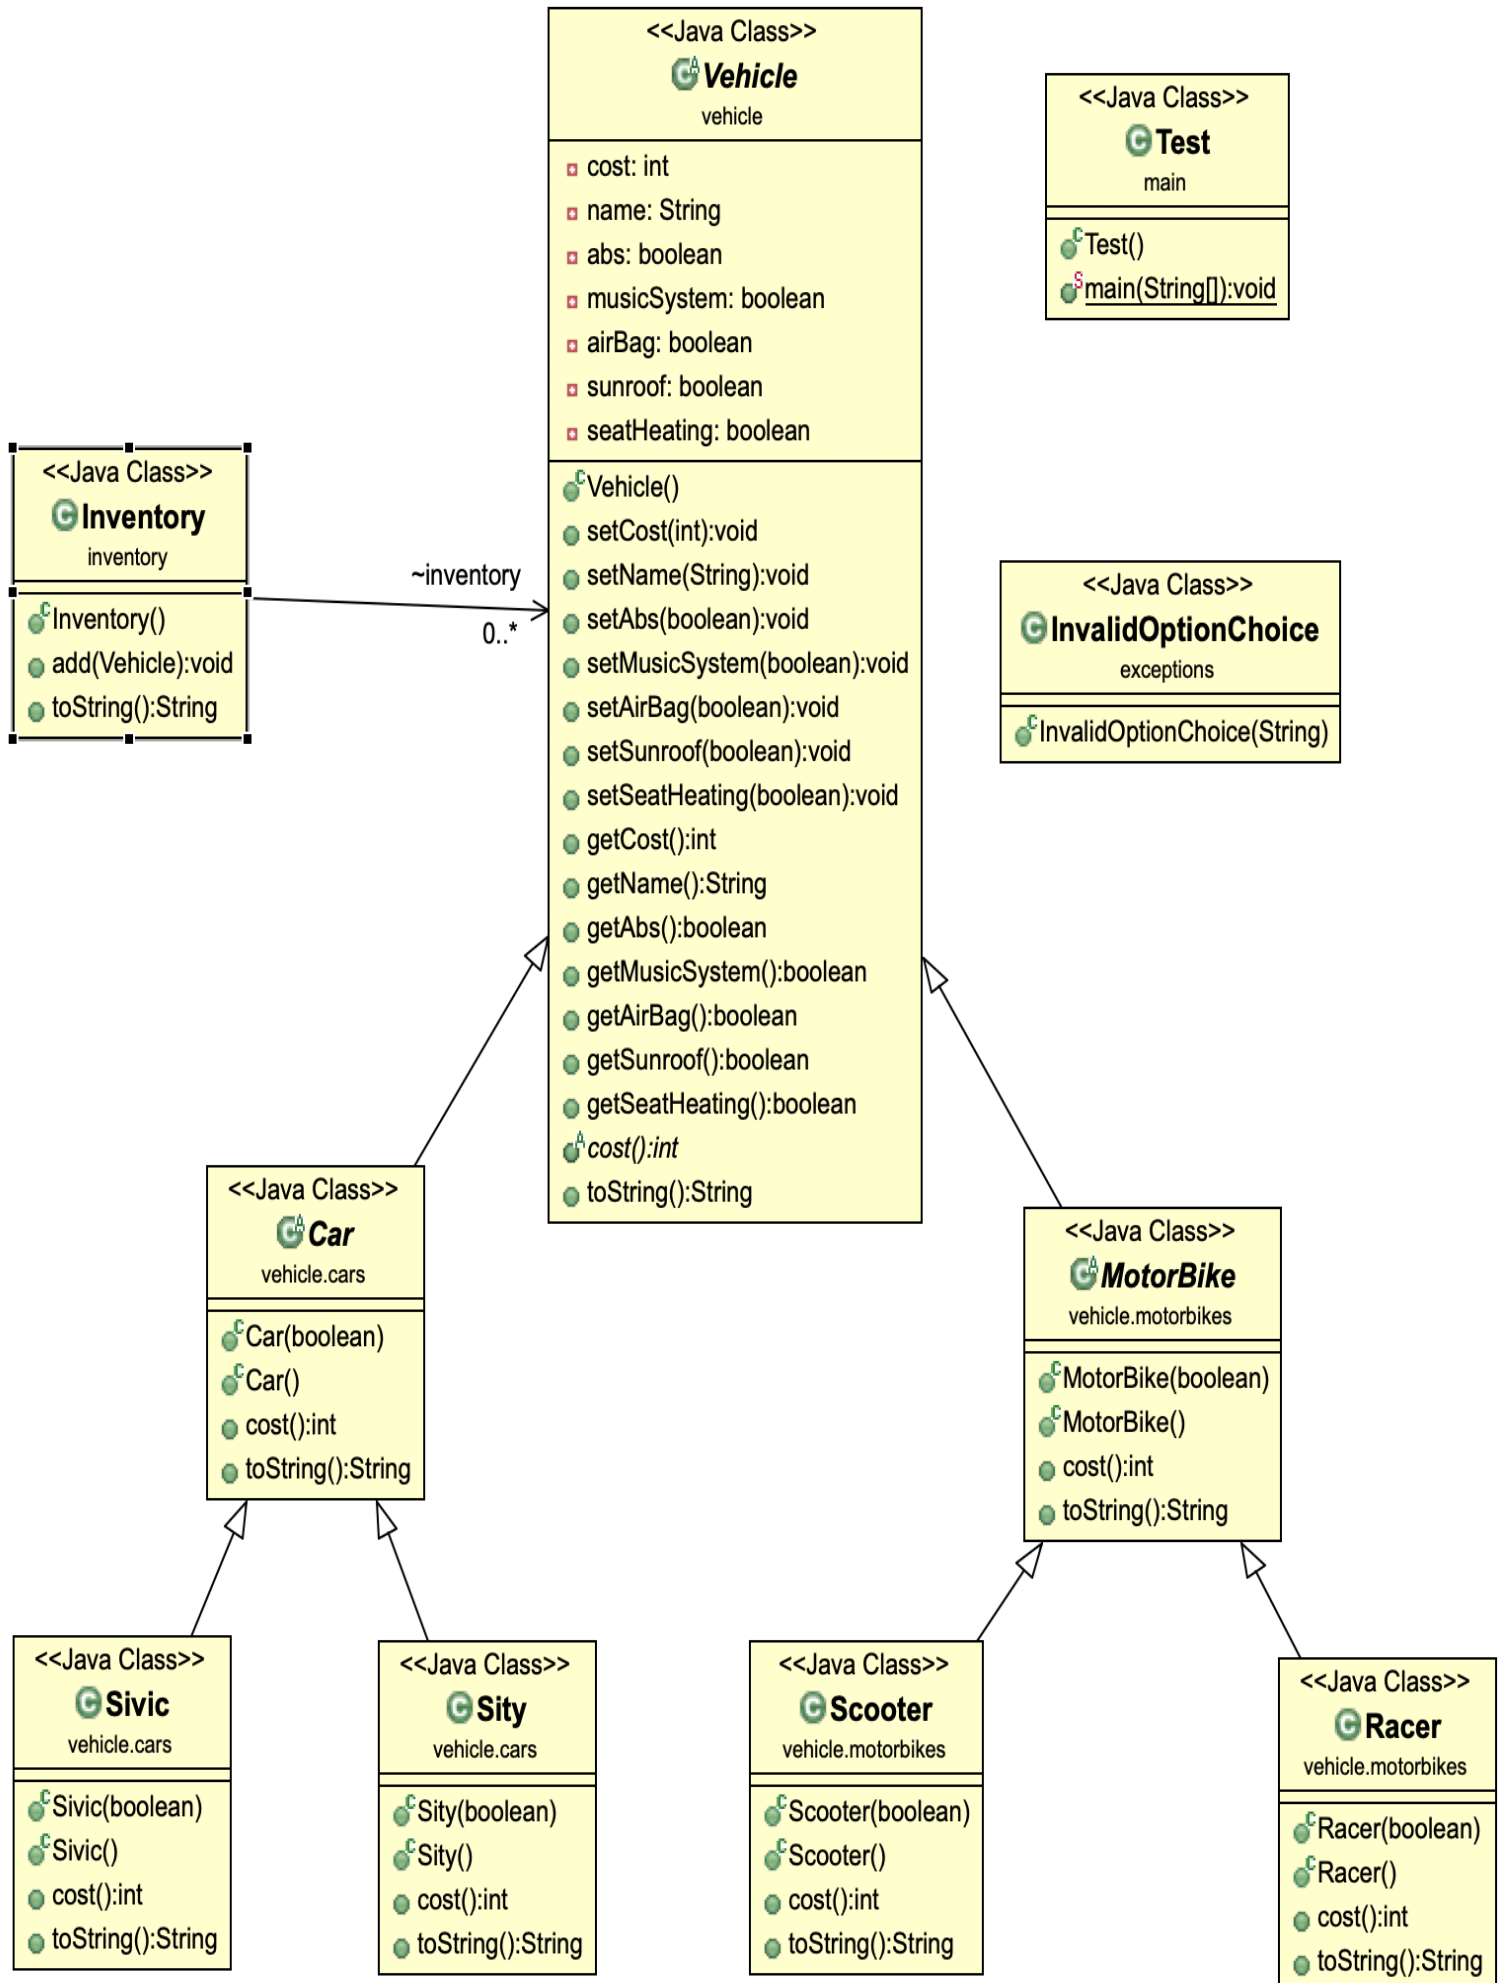 <<Java Class>>
Vehicle
vehicle
cost: int
name: String
abs: boolean
musicSystem: boolean
airBag: boolean
sunroof: boolean
seatHeating: boolean
Vehicle()
setCost(int):void
setName(String):void
setAbs(boolean):void
setMusicSystem(boolean):void
setAirBag(boolean):void
setSunroof(boolean):void
setSeatHeating(boolean):void
getCost():int
getName():String
getAbs():boolean
getMusicSystem():boolean
getAirBag():boolean
getSunroof():boolean
getSeatHeating():boolean
cost():int
toString():String
<<Java Class>>
Test
main
Test()
main(String[]):void
<<Java Class>>
Inventory
inventory
Inventory()
add(Vehicle):void
toString():String
~inventory
0..*
<<Java Class>>
InvalidOptionChoice
exceptions
InvalidOptionChoice(String)
<<Java Class>>
Car
vehicle.cars
Car(boolean)
Car()
cost():int
toString():String
<<Java Class>>
MotorBike
vehicle.motorbikes
MotorBike(boolean)
MotorBike()
cost():int
toString():String
<<Java Class>>
Sivic
vehicle.cars
Sivic(boolean)
Sivic()
cost():int
toString():String
<<Java Class>>
Sity
vehicle.cars
Sity(boolean)
Sity()
cost():int
toString():String
<<Java Class>>
Scooter
vehicle.motorbikes
Scooter(boolean)
Scooter()
cost():int
toString():String
<<Java Class>>
Racer
vehicle.motorbikes
Racer(boolean)
Racer()
cost():int
toString():String